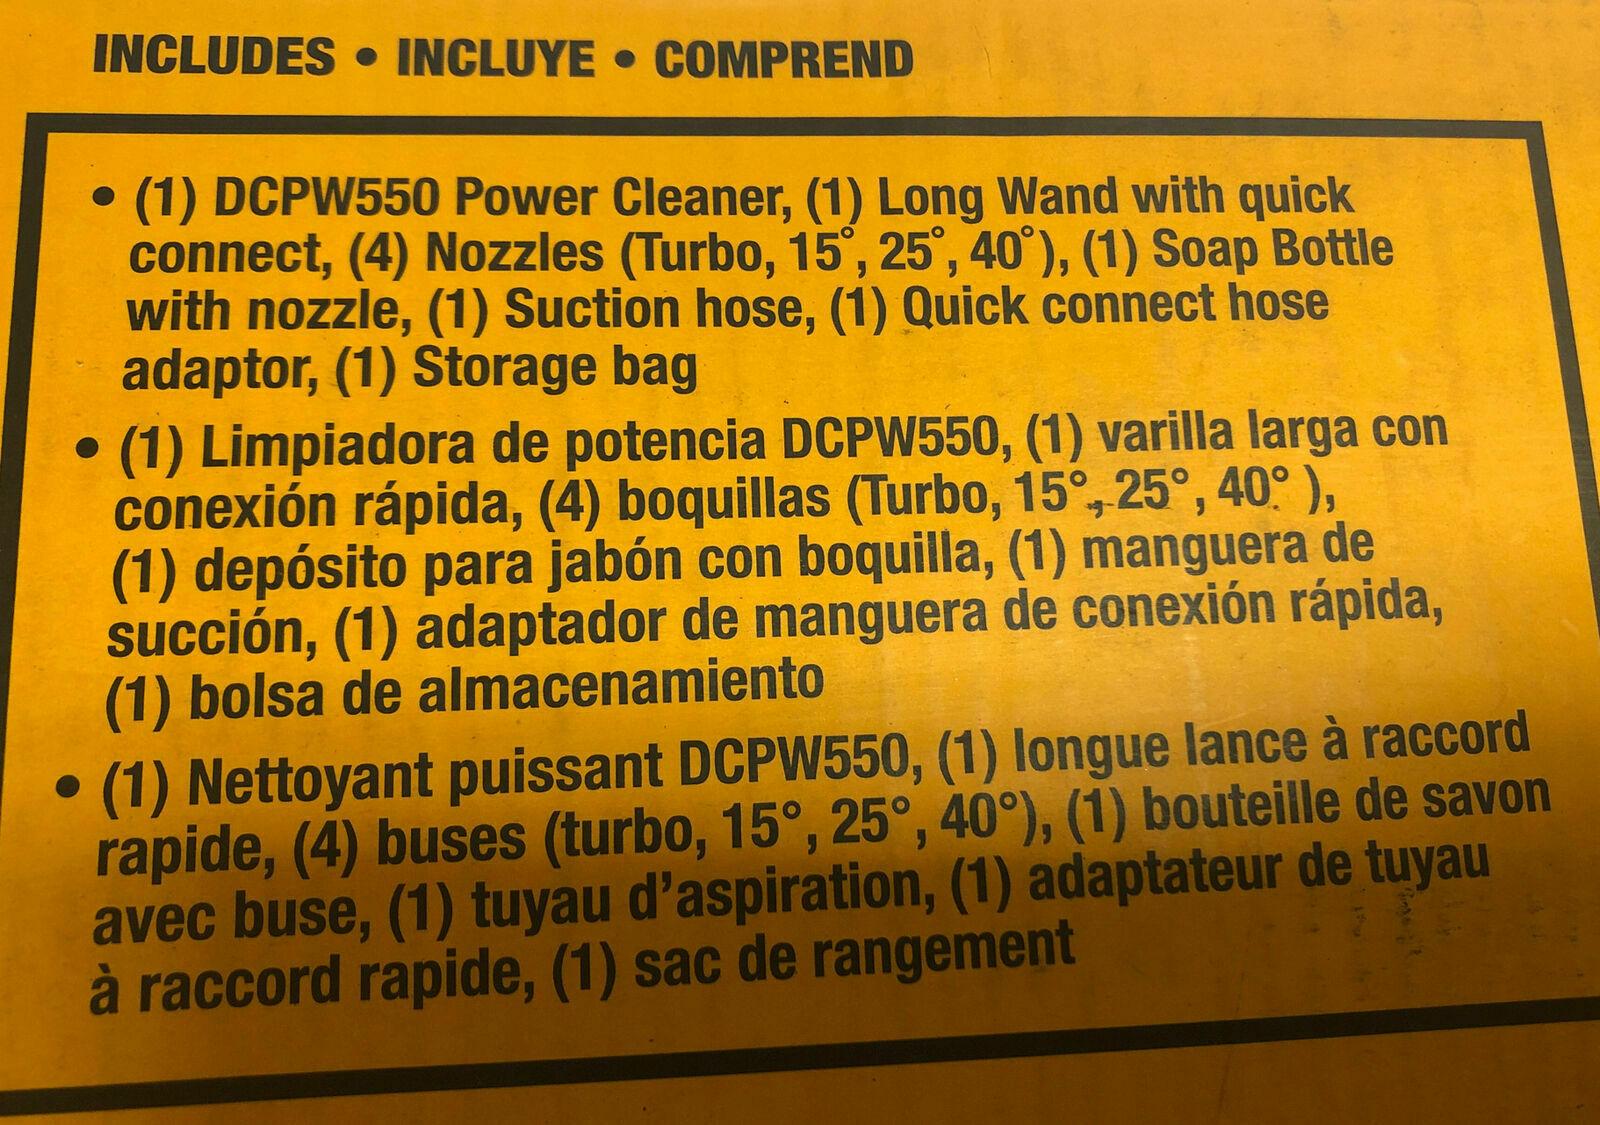 INCLUDES • INCLUYE • COMPREND
• (1) DCPW550 Power Cleaner, (1) Long Wand with quick
connect, (4) Nozzles (Turbo, 15°, 25°, 40°), (1) Soap Bottle
with nozzle, (1) Suction hose, (1) Quick connect hose
adaptor, (1) Storage bag
• (1) Limpiadora de potencia DCPW550, (1) varilla larga con
conexión rápida, (4) boquillas (Turbo, 15°, 25°, 40° ),
(1) depósito para jabón con boquilla, (1) manguera de
succión, (1) adaptador de manguera de conexión rápida,
(1) bolsa de almacenamiento
• (1) Nettoyant puissant DCPW550, (1) longue lance à raccord
rapide, (4) buses (turbo, 15°, 25°, 40°), (1) bouteille de savon
avec buse, (1) tuyau d'aspiration, (1) adaptateur de tuyau
à raccord rapide, (1) sac de rangement